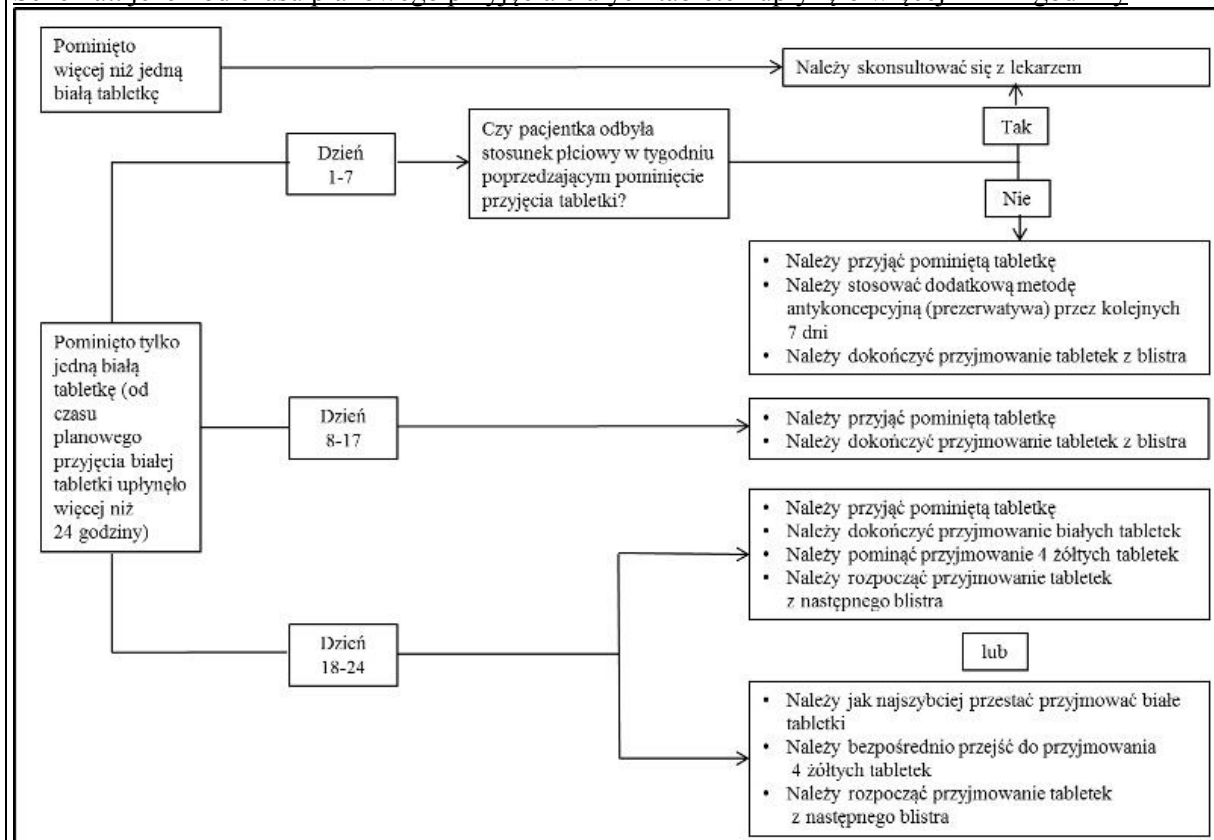 Pominięto
więcej niż jedną
białą tabletkę
Należy skonsultować się z lekarzem
Tak
Dzień
1-7
Czy pacjentka odbyła
stosunek płciowy w tygodniu
poprzedzającym pominięcie
przyjęcia tabletki?
Nie
• Należy przyjąć pominiętą tabletkę
• Należy stosować dodatkową metodę
antykoncepcyjną (prezerwatywa) przez kolejnych
7 dni
• Należy dokończyć przyjmowanie tabletek z blistra
Pominięto tylko
jedną białą
tabletkę (od
czasu
planowego
przyjęcia białej
tabletki upłynęło
więcej niż
24 godziny)
Dzień
8-17
• Należy przyjąć pominiętą tabletkę
• Należy dokończyć przyjmowanie tabletek z blistra
Dzień
18-24
• Należy przyjąć pominiętą tabletkę
• Należy dokończyć przyjmowanie białych tabletek
• Należy pominąć przyjmowanie 4 żółtych tabletek
• Należy rozpocząć przyjmowanie tabletek
z następnego blistra
lub
• Należy jak najszybciej przestać przyjmować białe
tabletki
• Należy bezpośrednio przejść do przyjmowania
4 żółtych tabletek
• Należy rozpocząć przyjmowanie tabletek
z następnego blistra